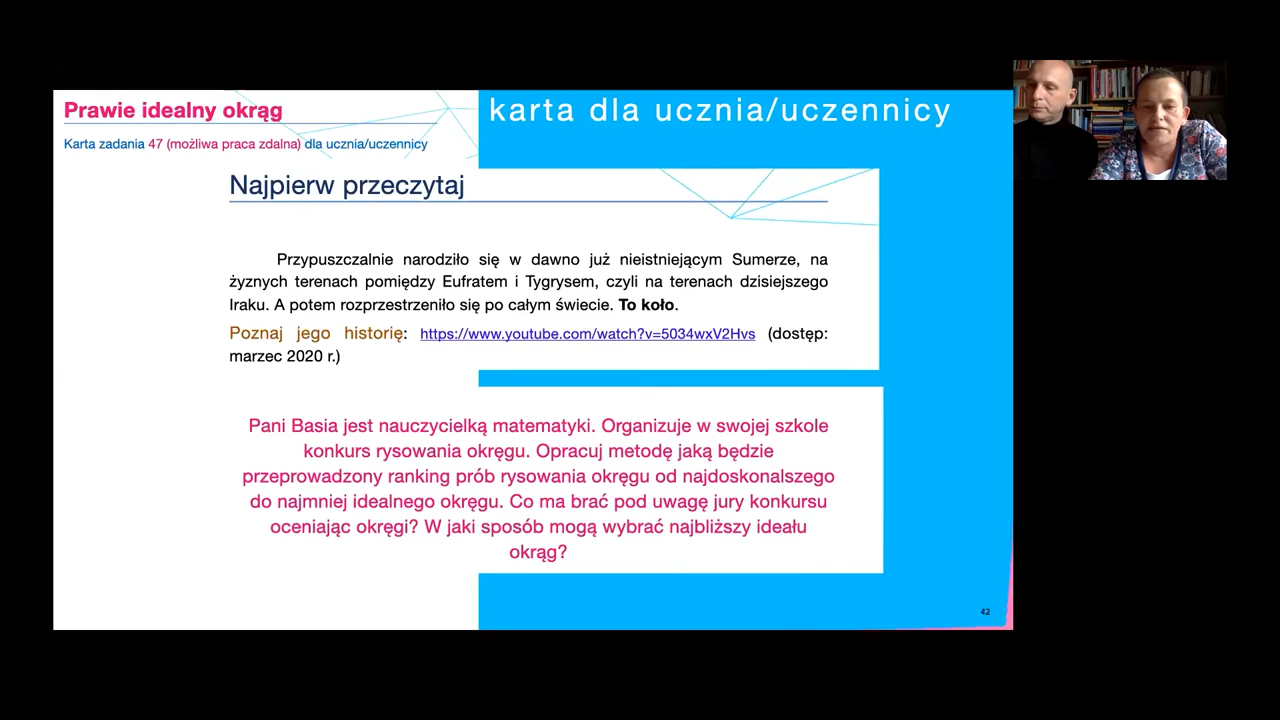 Prawie idealny okrąg
karta dla ucznia/uczennicy
Karta zadania 47 (możliwa praca zdalna) dla ucznia/uczennicy
Najpierw przeczytaj
Przypuszczalnie narodziło się w dawno już nieistniejącym Sumerze, na
żyznych terenach pomiędzy Eufratem i Tygrysem, czyli na terenach dzisiejszego
Iraku. A potem rozprzestrzeniło się po całym świecie. To koło.
Poznaj jego historię: https://www.youtube.com/watch?v=5034wxV2Hvs (dostęp:
marzec 2020 r.)
Pani Basia jest nauczycielką matematyki. Organizuje w swojej szkole
konkurs rysowania okręgu. Opracuj metodę jaką będzie
przeprowadzony ranking prób rysowania okręgu od najdoskonalszego
do najmniej idealnego okręgu. Co ma brać pod uwagę jury konkursu
oceniając okręgi? W jaki sposób mogą wybrać najbliższy ideału
okrąg?
42